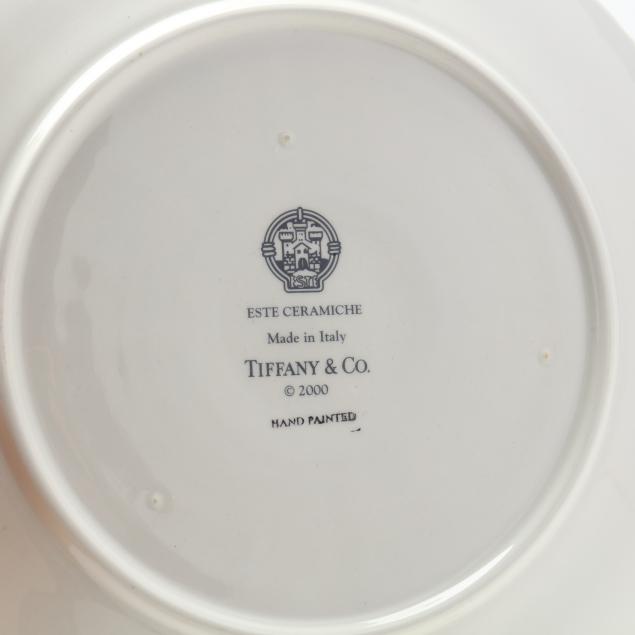 ESTE
ESTE CERAMICHE
Made in Italy
TIFFANY & CO.
© 2000
HAND PAINTED